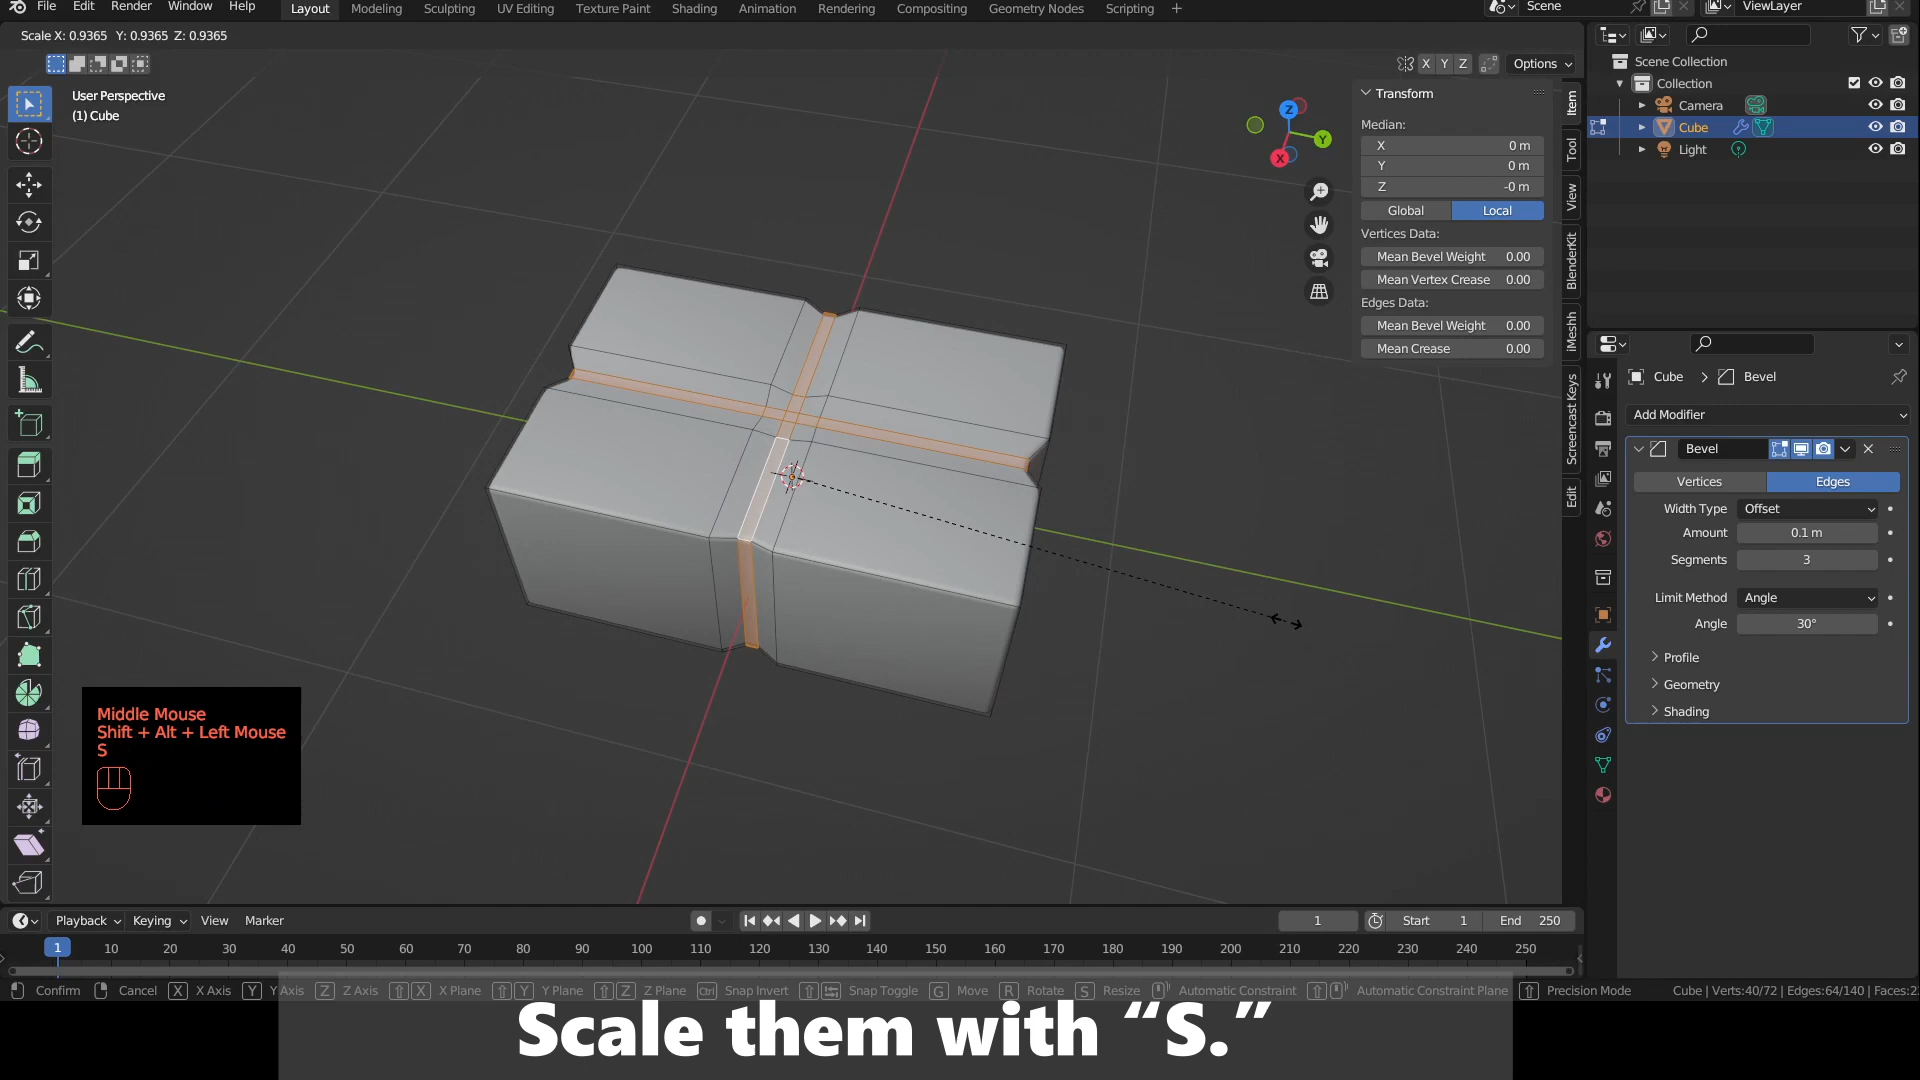 File Edit Render Window Help Layout Modeling Sculpting UV Editing Texture Paint Shading Animation Rendering Compositing Geometry Nodes Scripting + Scene ViewLayer
Scale X: 0.9365 Y: 0.9365 Z: 0.9365
X Y Z Options
User Perspective
(1) Cube
Z
Y
X
Transform
Median:
X 0 m
Y 0 m
Z -0 m
Global Local
Vertices Data:
Mean Bevel Weight 0.00
Mean Vertex Crease 0.00
Edges Data:
Mean Bevel Weight 0.00
Mean Crease 0.00
Item
Tool
View
BlenderKit
iMeshh
Screencast Keys
Edit
Scene Collection
Collection
Camera
Cube
Light
Cube > Bevel
Add Modifier
Bevel
Vertices Edges
Width Type Offset
Amount 0.1 m
Segments 3
Limit Method Angle
Angle 30°
Profile
Geometry
Shading
Middle Mouse
Shift + Alt + Left Mouse
S
Playback Keying View Marker 1 Start 1 End 250
1 10 20 30 40 50 60 70 80 90 100 110 120 130 140 150 160 170 180 190 200 210 220 230 240 250
Confirm Cancel X X Axis Y Y Axis Z Z Axis X X Plane Y Y Plane Z Z Plane Ctrl Snap Invert Snap Toggle G Move R Rotate S Resize Automatic Constraint Automatic Constraint Plane Precision Mode Cube | Verts:40/72 | Edges:64/140 | Faces:2
Scale them with “S.”